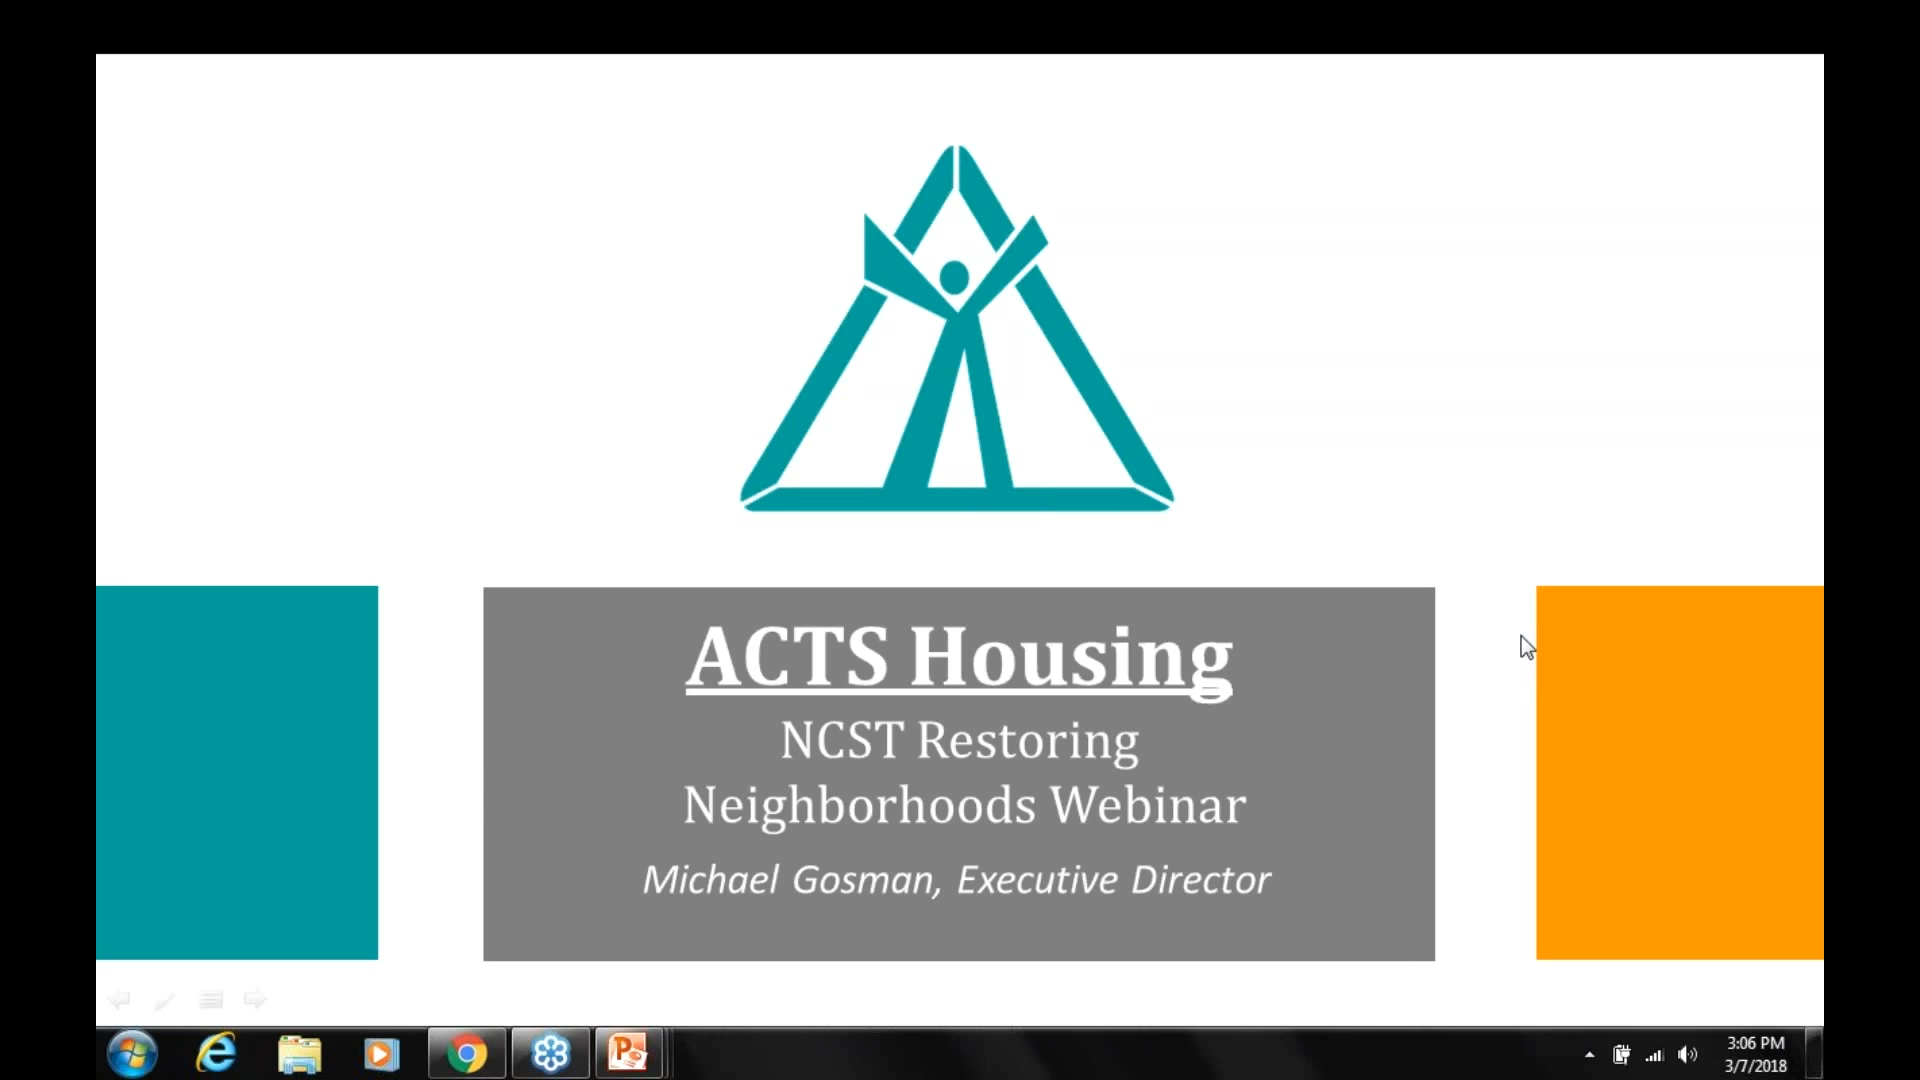 ACTS Housing
NCST Restoring
Neighborhoods Webinar
Michael Gosman, Executive Director
3:06 PM
3/7/2018